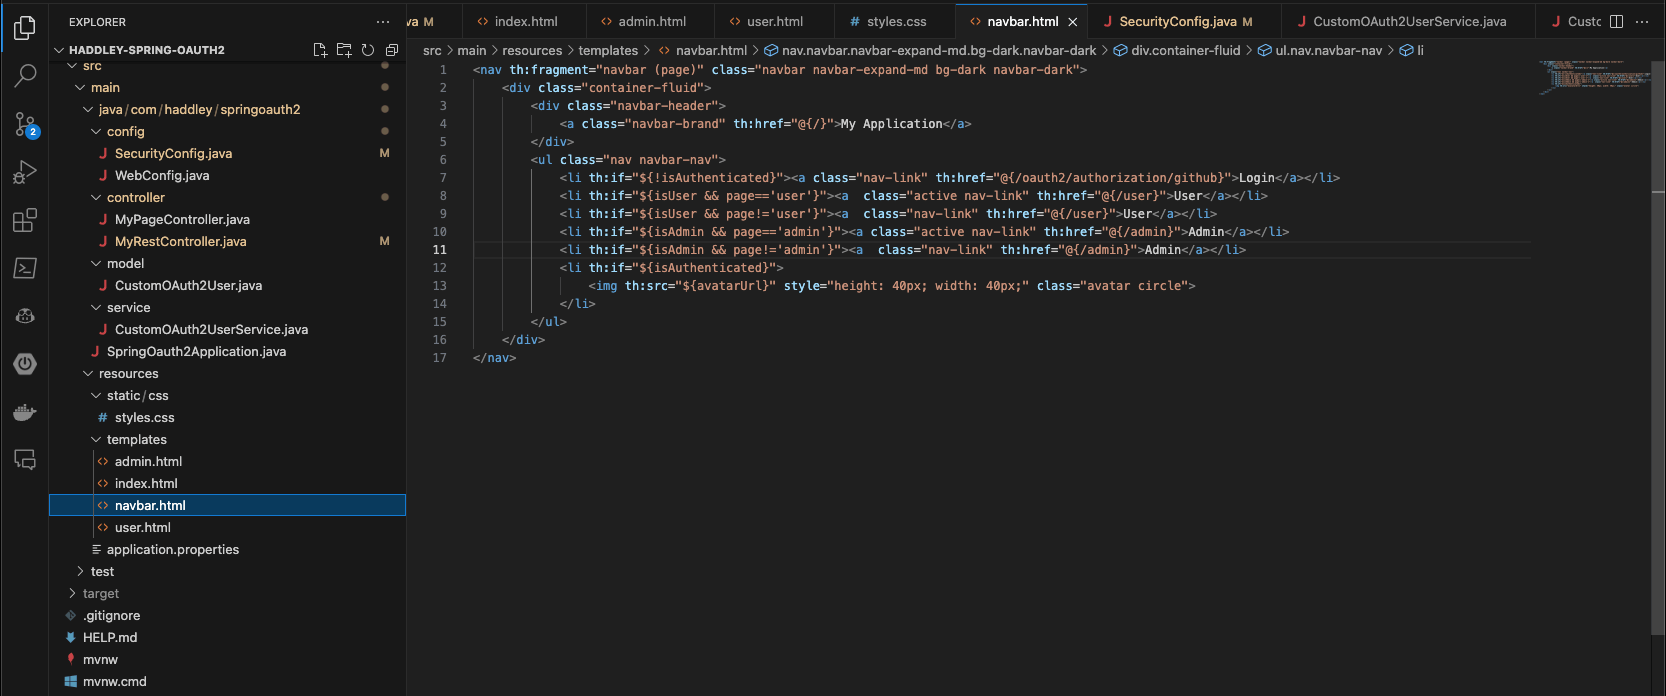 EXPLORER
HADDLEY-SPRING-OAUTH2
src
main
java/com/haddley/springoauth2
config
SecurityConfig.java M
WebConfig.java
controller
MyPageController.java
MyRestController.java M
model
CustomOAuth2User.java
service
CustomOAuth2UserService.java
SpringOauth2Application.java
resources
static/css
styles.css
templates
admin.html
index.html
navbar.html
user.html
application.properties
test
target
.gitignore
HELP.md
mvnw
mvnw.cmd
2
va M index.html admin.html user.html styles.css navbar.html SecurityConfig.java M CustomOAuth2UserService.java Custo
src > main > resources > templates > navbar.html > nav.navbar.navbar-expand-md.bg-dark.navbar-dark > div.container-fluid > ul.nav.navbar-nav > li
1 <nav th:fragment="navbar (page)" class="navbar navbar-expand-md bg-dark navbar-dark">
2 <div class="container-fluid">
3 <div class="navbar-header">
4 <a class="navbar-brand" th:href="@{/}">My Application</a>
5 </div>
6 <ul class="nav navbar-nav">
7 <li th:if="${!isAuthenticated}"><a class="nav-link" th:href="@{/oauth2/authorization/github}">Login</a></li>
8 <li th:if="${isUser && page=='user'}"><a  class="active nav-link" th:href="@{/user}">User</a></li>
9 <li th:if="${isUser && page!='user'}"><a  class="nav-link" th:href="@{/user}">User</a></li>
10 <li th:if="${isAdmin && page=='admin'}"><a class="active nav-link" th:href="@{/admin}">Admin</a></li>
11 <li th:if="${isAdmin && page!='admin'}"><a  class="nav-link" th:href="@{/admin}">Admin</a></li>
12 <li th:if="${isAuthenticated}">
13 <img th:src="${avatarUrl}" style="height: 40px; width: 40px;" class="avatar circle">
14 </li>
15 </ul>
16 </div>
17 </nav>